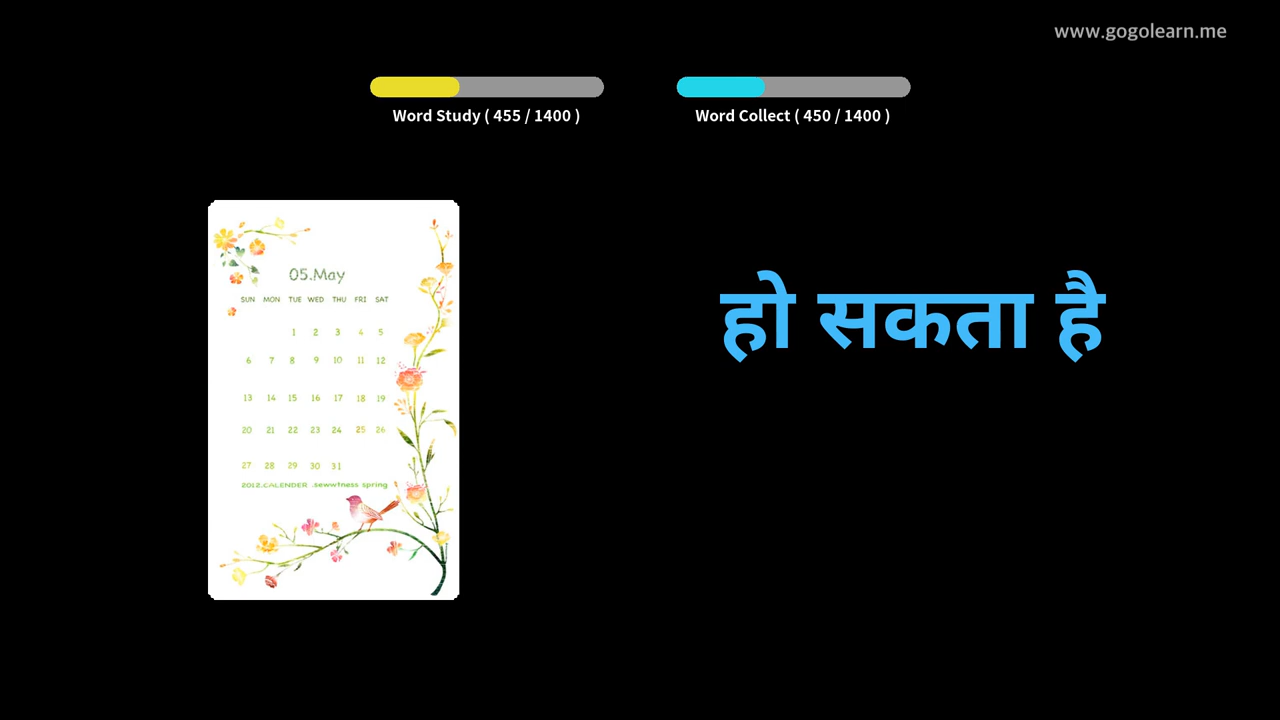 www.gogolearn.me
Word Study ( 455 / 1400 )
Word Collect ( 450 / 1400 )
05.May
SUN MON TUE WED THU FRI SAT
1 2 3 4 5
6 7 8 9 10 11 12
13 14 15 16 17 18 19
20 21 22 23 24 25 26
27 28 29 30 31
2012.CALENDER .sewwtness spring
हो सकता है